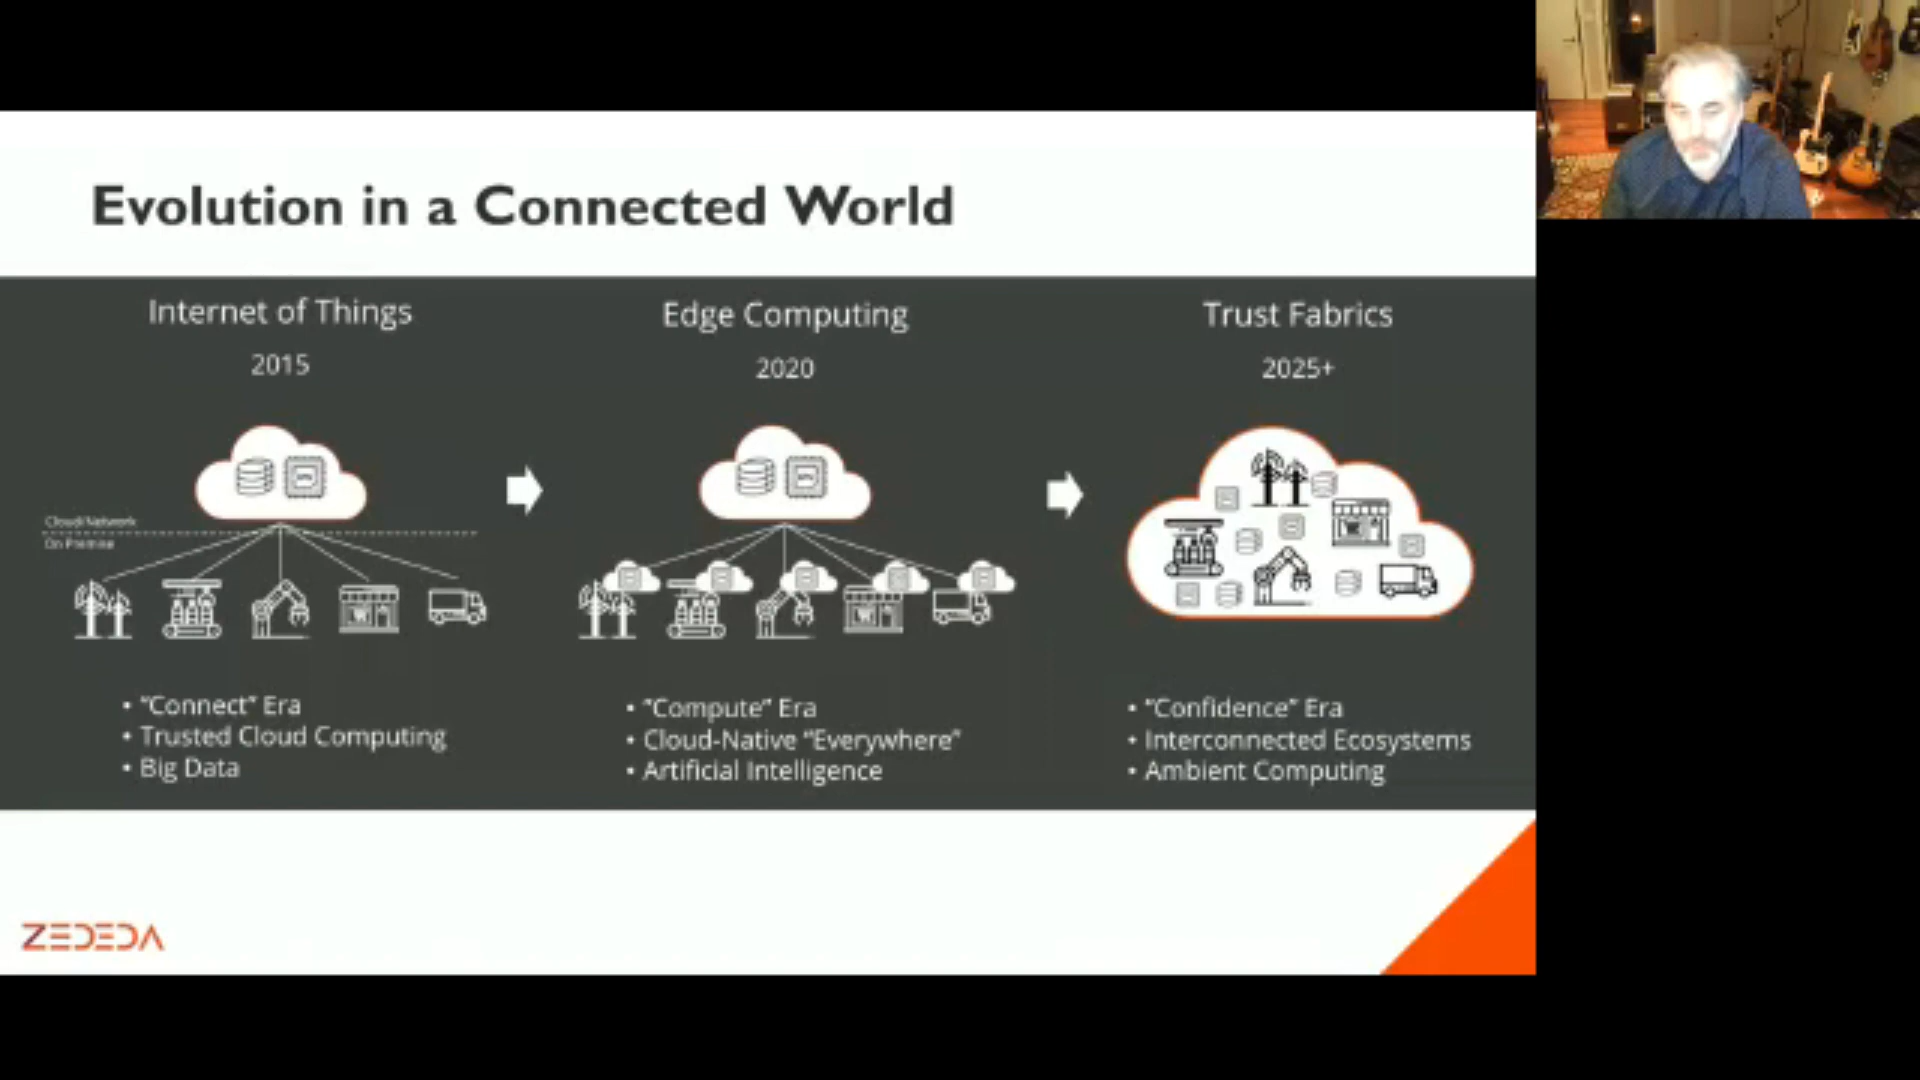 Evolution in a Connected World
Internet of Things
2015
Cloud/Network
On Premise
• “Connect” Era
• Trusted Cloud Computing
• Big Data
Edge Computing
2020
• “Compute” Era
• Cloud-Native “Everywhere”
• Artificial Intelligence
Trust Fabrics
2025+
• “Confidence” Era
• Interconnected Ecosystems
• Ambient Computing
ZEDEDA